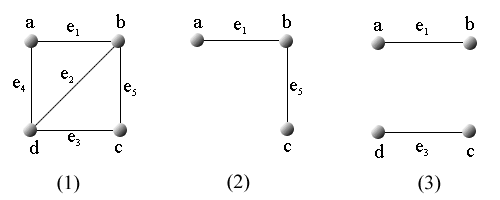 a e₁ b
e₄ e₂ e₅
d e₃ c
(1)
a e₁ b
e₅
c
(2)
a e₁ b
d e₃ c
(3)